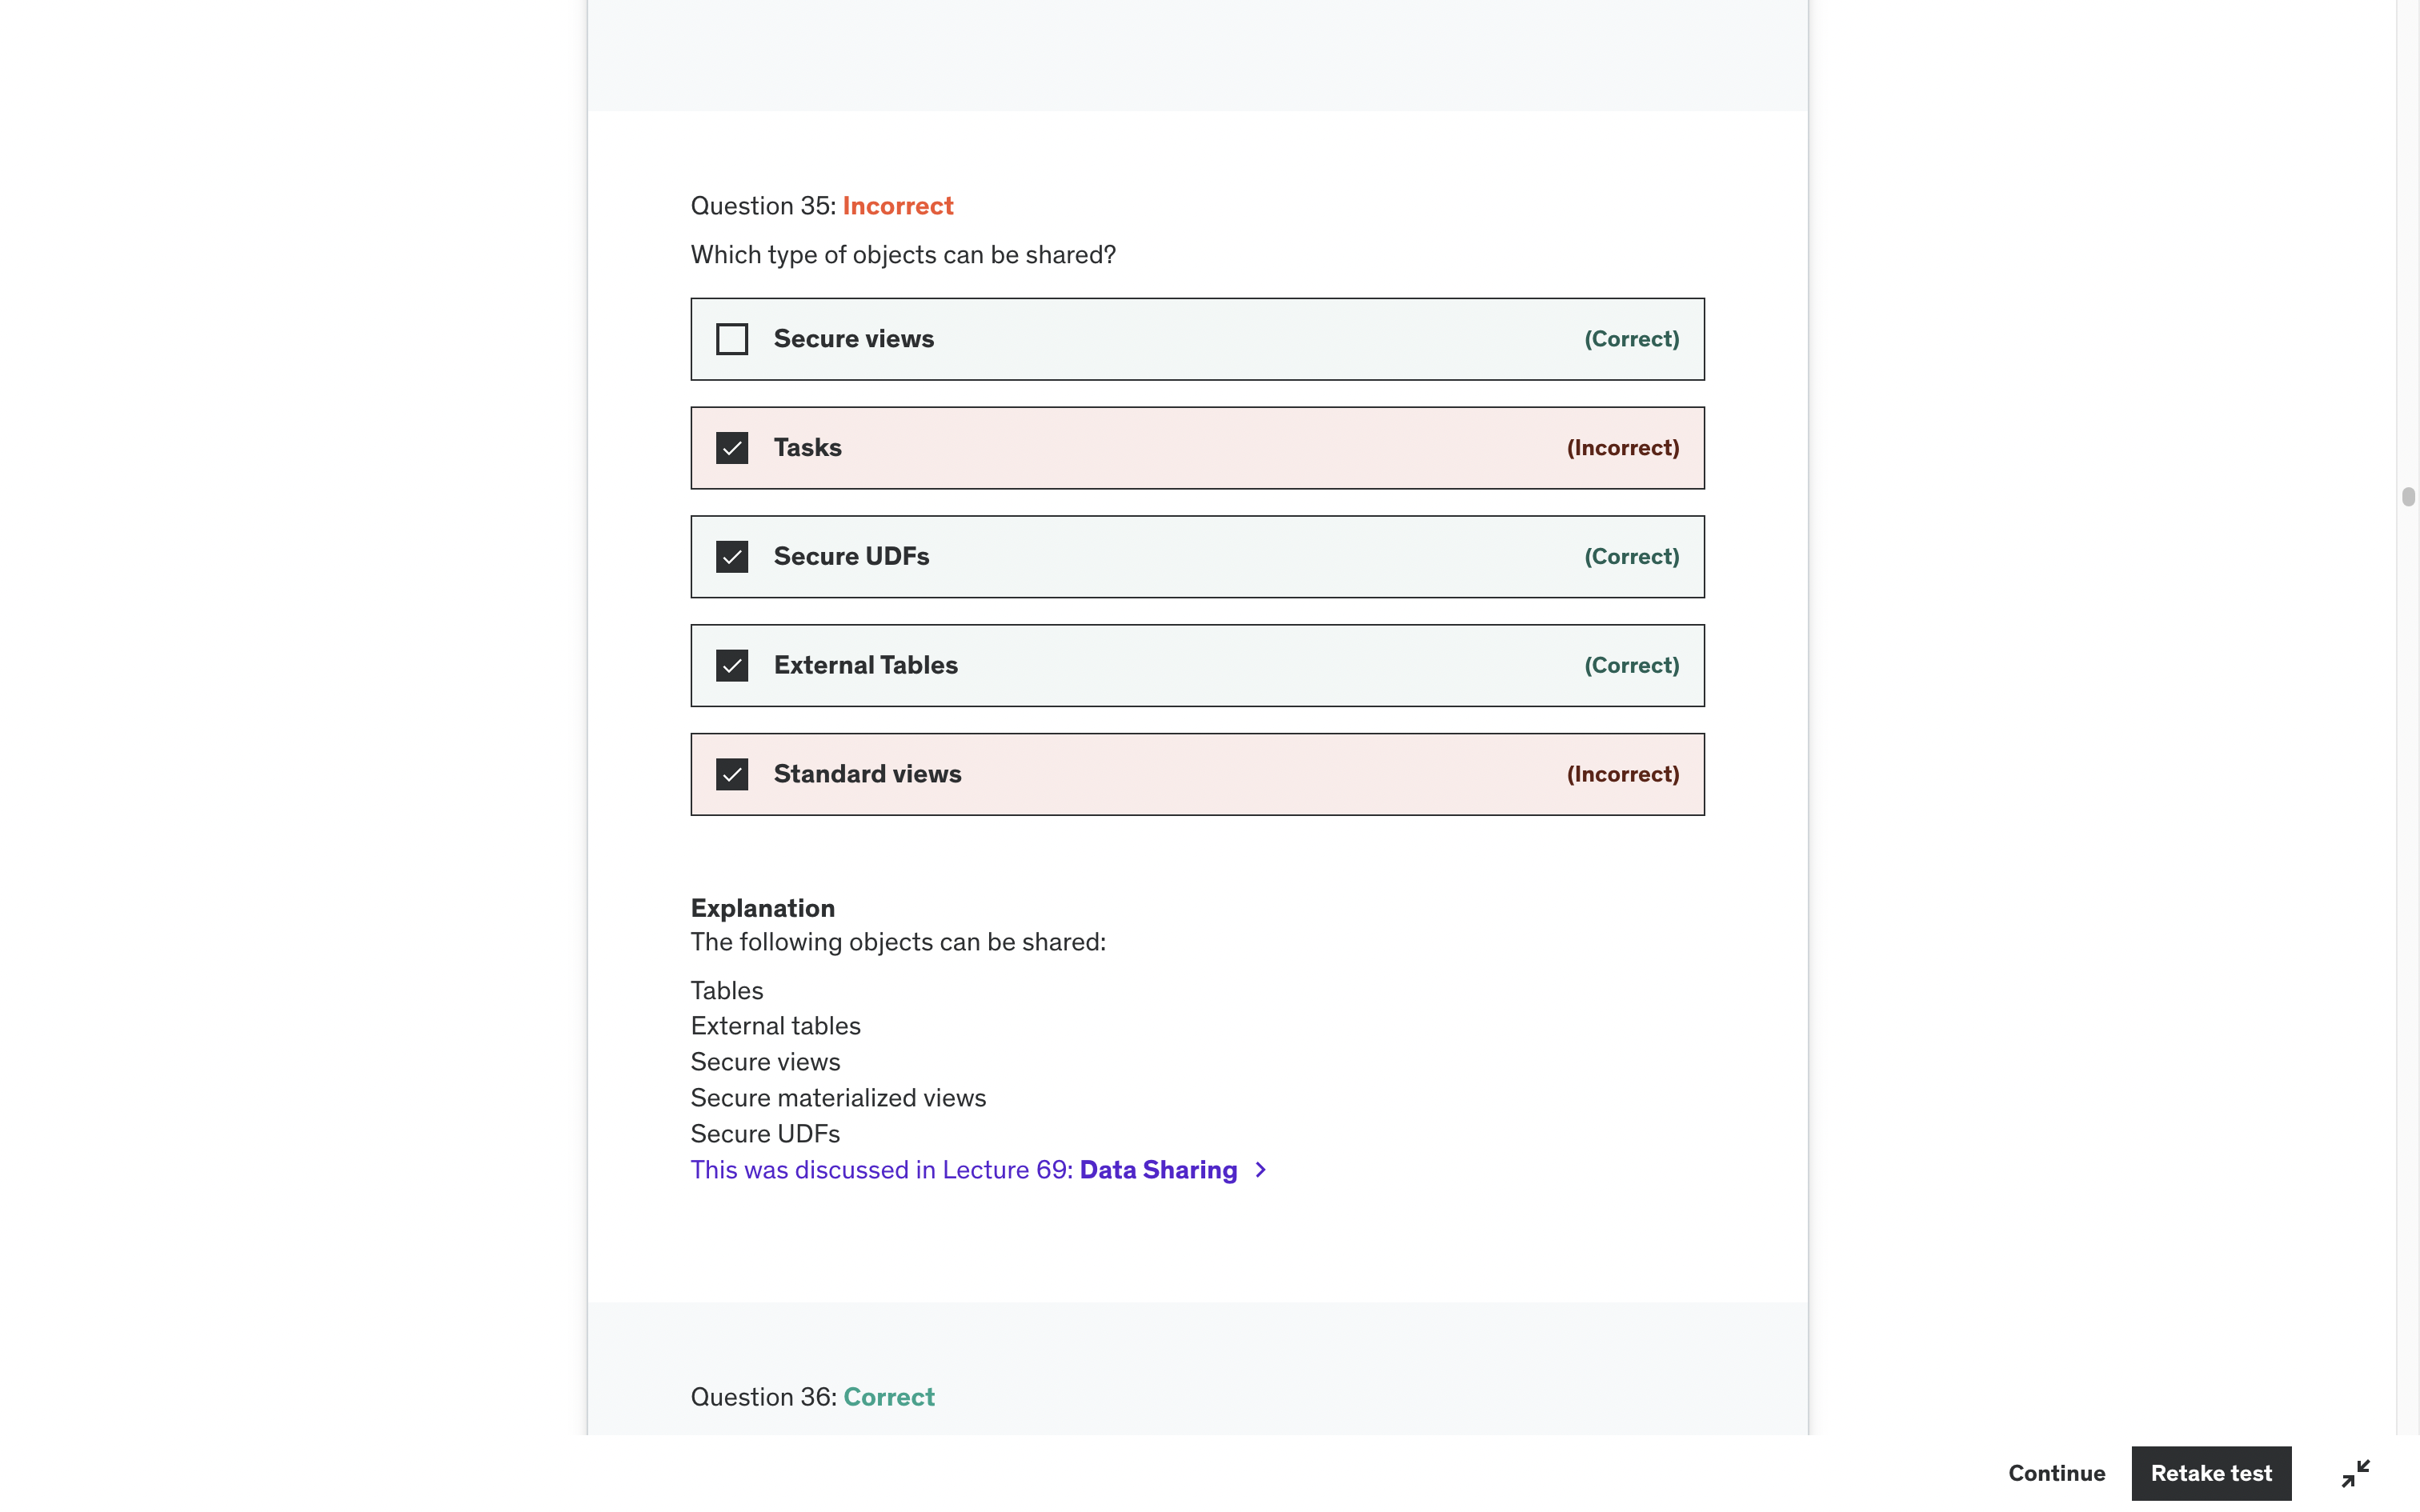 Question 35: Incorrect
Which type of objects can be shared?
Secure views (Correct)
Tasks (Incorrect)
Secure UDFs (Correct)
External Tables (Correct)
Standard views (Incorrect)
Explanation
The following objects can be shared:
Tables
External tables
Secure views
Secure materialized views
Secure UDFs
This was discussed in Lecture 69: Data Sharing
Question 36: Correct
Continue Retake test